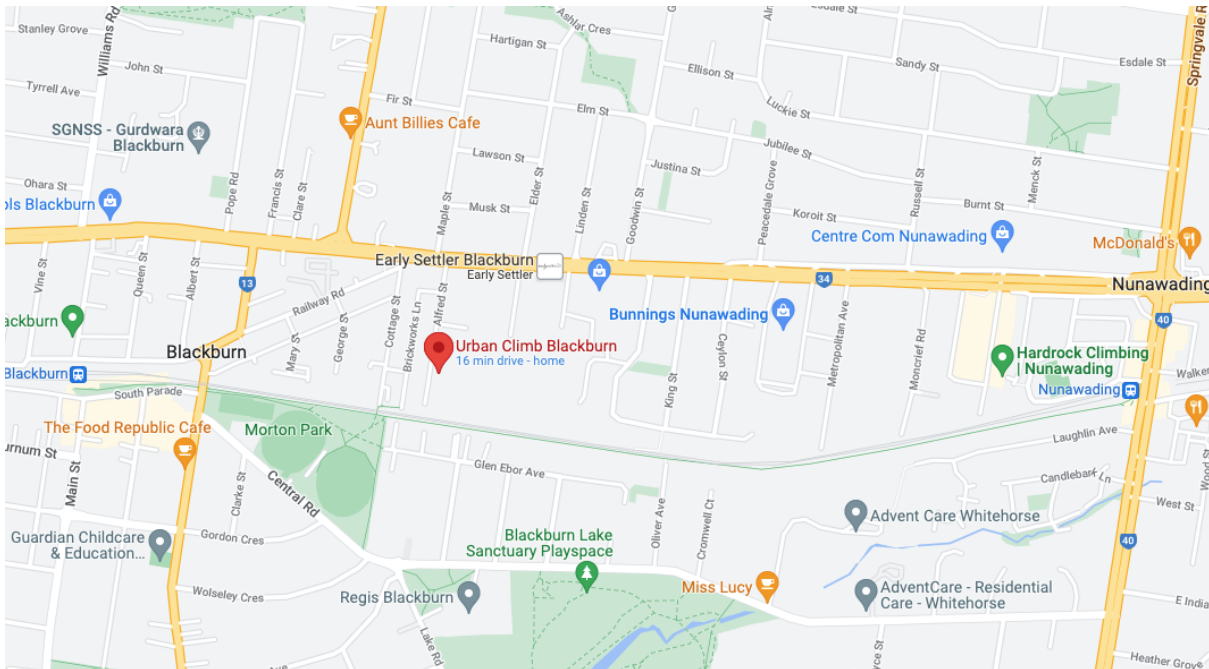 Stanley Grove
Williams Rd
John St
Tyrrell Ave
Hartigan St
Ashlar Cres
Esdale St
Springvale R
Ellison St
Sandy St
Esdale St
Fir St
Elm St
Luckie St
Aunt Billies Cafe
SGNSS - Gurdwara
Blackburn
Jubilee St
Lawson St
Justina St
Ohara St
Pope Rd
Francis St
Clare St
Maple St
Elder St
Linden St
Goodwin St
Peacedale Grove
Russell St
Menck St
ols Blackburn
Musk St
Koroit St
Burnt St
Centre Com Nunawading
McDonald's
Vine St
Queen St
Albert St
13
Early Settler Blackburn
Early Settler
34
Nunawading
Railway Rd
Bunnings Nunawading
40
ackburn
Blackburn
Mary St
George St
Cottage St
Brickworks Ln
Alfred St
Urban Climb Blackburn
16 min drive - home
King St
Ceylon St
Metropolitan Ave
Moncrief Rd
Hardrock Climbing
| Nunawading
Blackburn
South Parade
Nunawading
Walker
The Food Republic Cafe
Morton Park
Laughlin Ave
urnum St
Main St
Clarke St
Central Rd
Glen Ebor Ave
Candlebark Ln
West St
Wood St
Guardian Childcare
& Education...
Gordon Cres
Oliver Ave
Cromwell Ct
Advent Care Whitehorse
40
Blackburn Lake
Sanctuary Playspace
Wolseley Cres
Regis Blackburn
Miss Lucy
AdventCare - Residential
Care - Whitehorse
E India
Lake Rd
yce St
Heather Grove